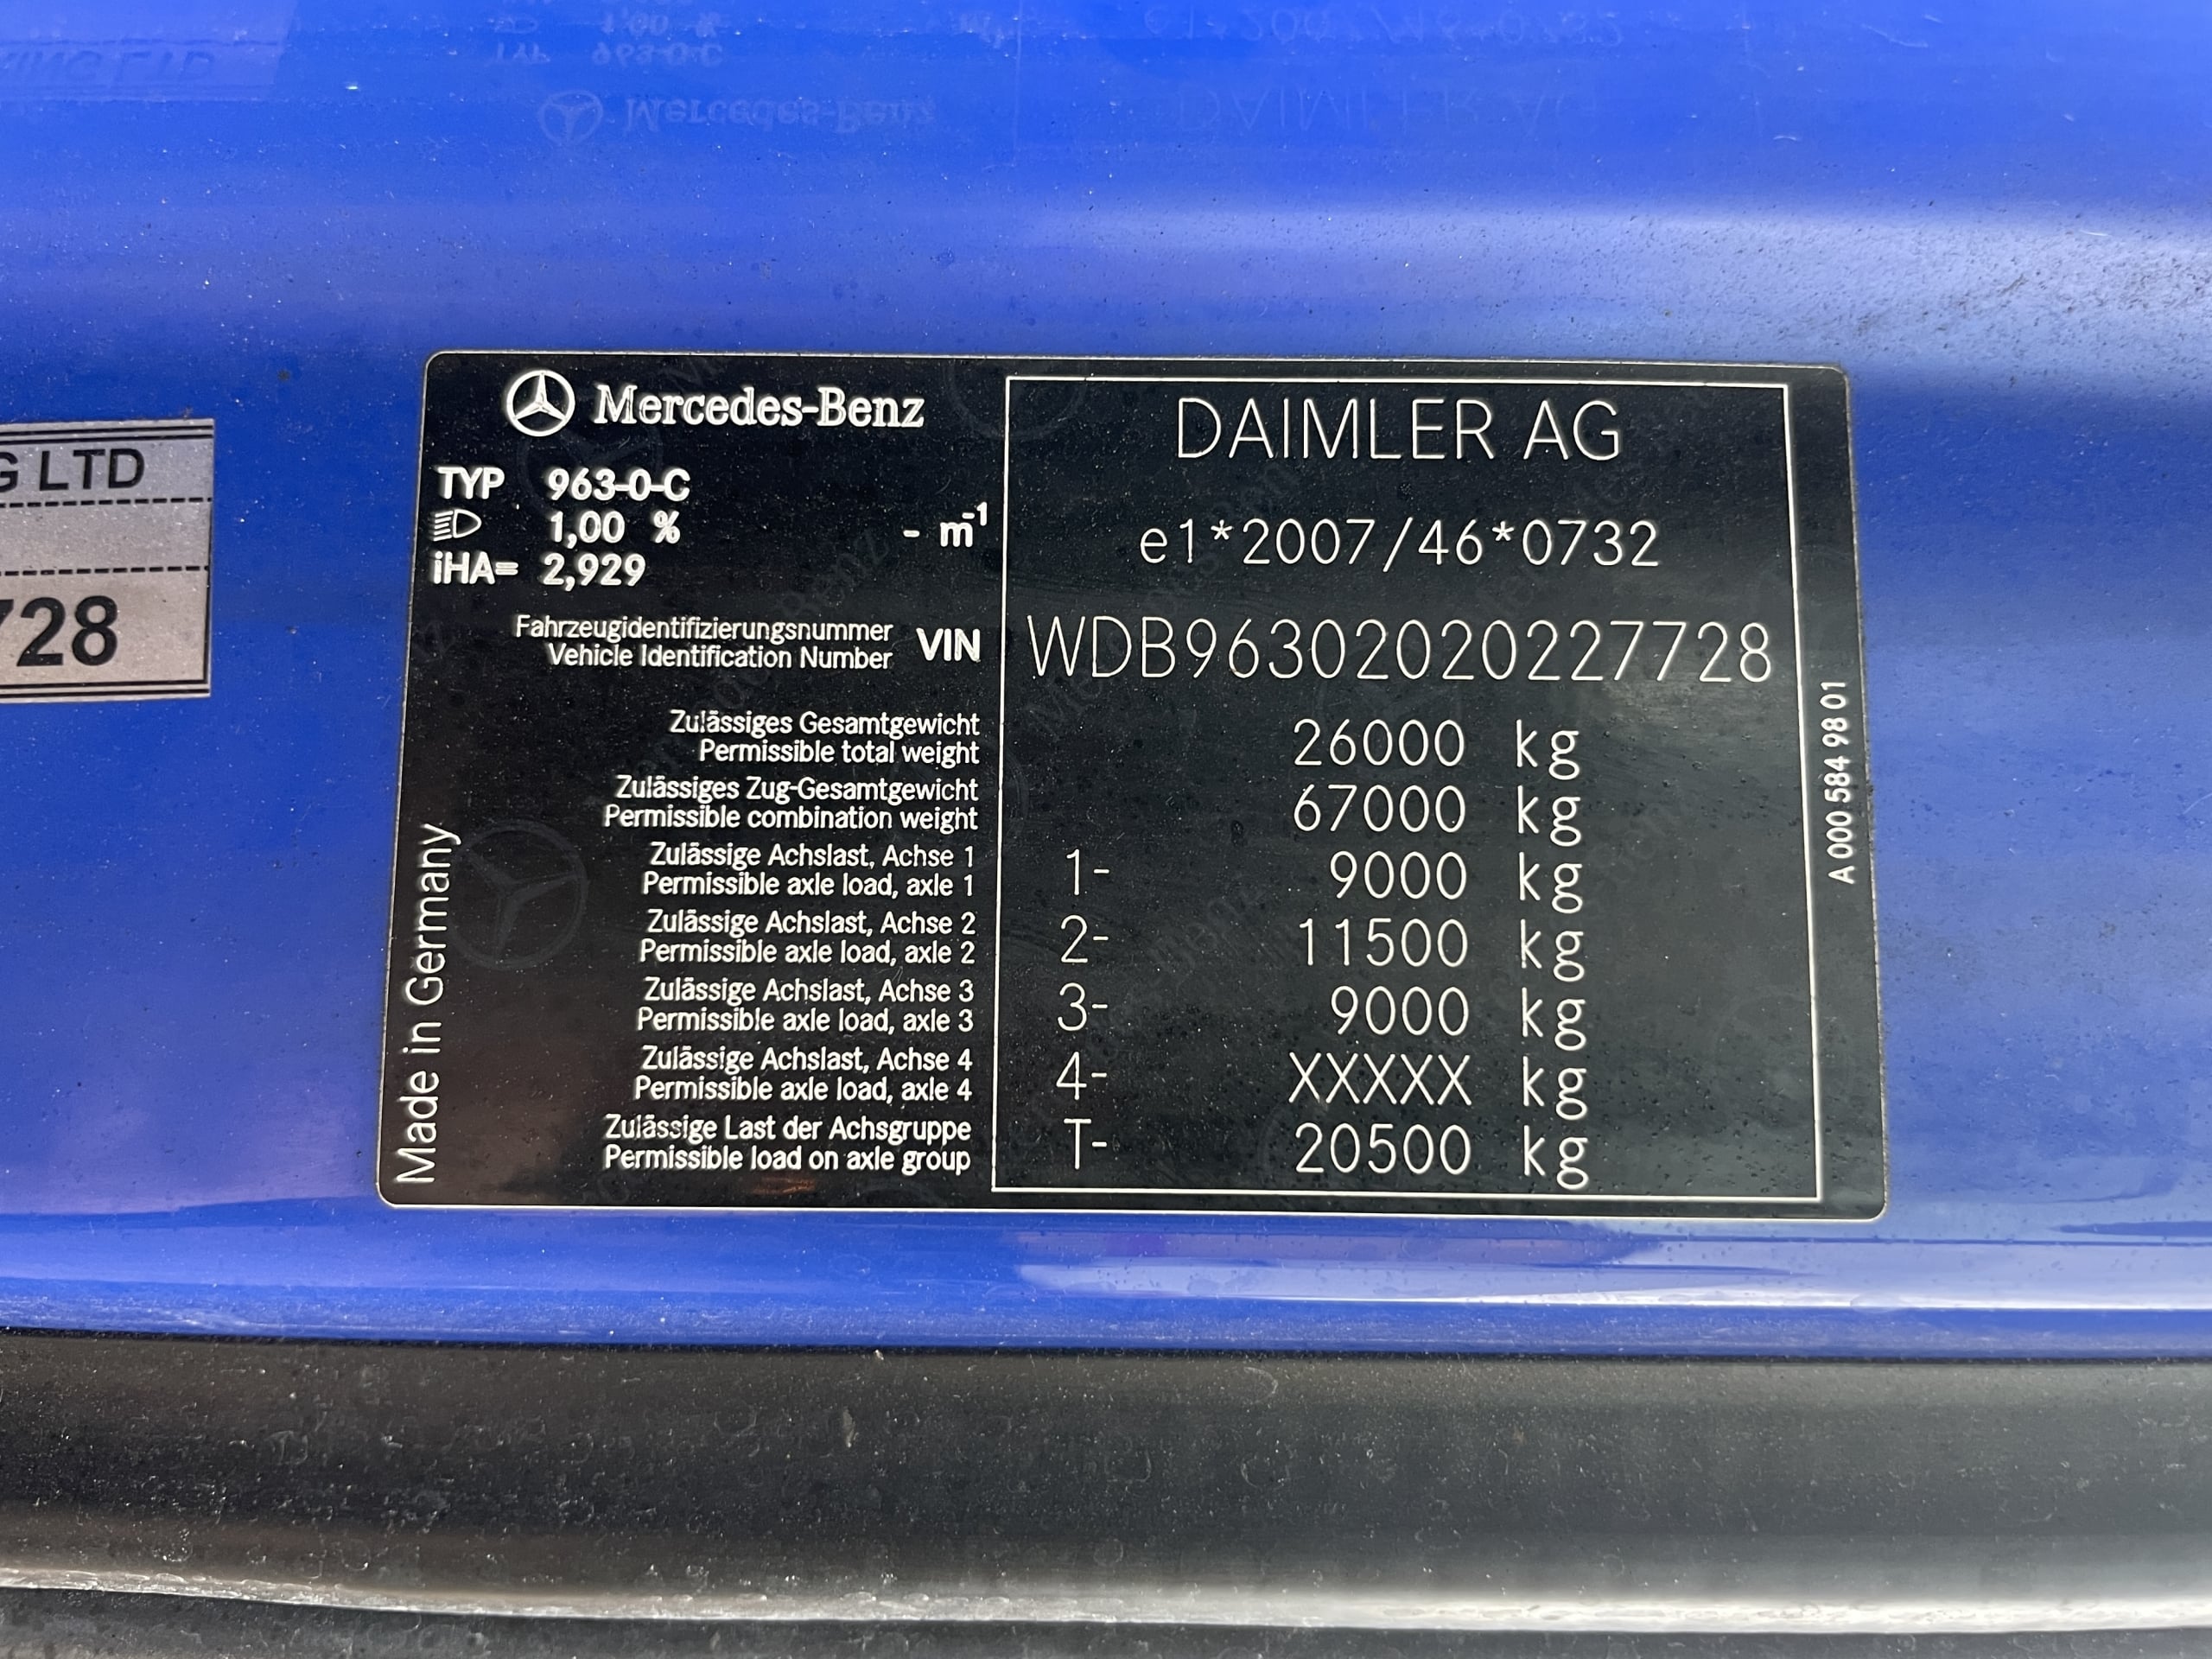 G LTD
728
Mercedes-Benz
TYP 963-0-C
1,00 % - m⁻¹
iHA= 2,929
DAIMLER AG
e1*2007/46*0732
Fahrzeugidentifizierungsnummer
Vehicle Identification Number
VIN WDB96302020227728
Zulässiges Gesamtgewicht
Permissible total weight
26000 kg
Zulässiges Zug-Gesamtgewicht
Permissible combination weight
67000 kg
Zulässige Achslast, Achse 1
Permissible axle load, axle 1
1- 9000 kg
Zulässige Achslast, Achse 2
Permissible axle load, axle 2
2- 11500 kg
Zulässige Achslast, Achse 3
Permissible axle load, axle 3
3- 9000 kg
Zulässige Achslast, Achse 4
Permissible axle load, axle 4
4- XXXXX kg
Zulässige Last der Achsgruppe
Permissible load on axle group
T- 20500 kg
Made in Germany
A 000 584 98 01